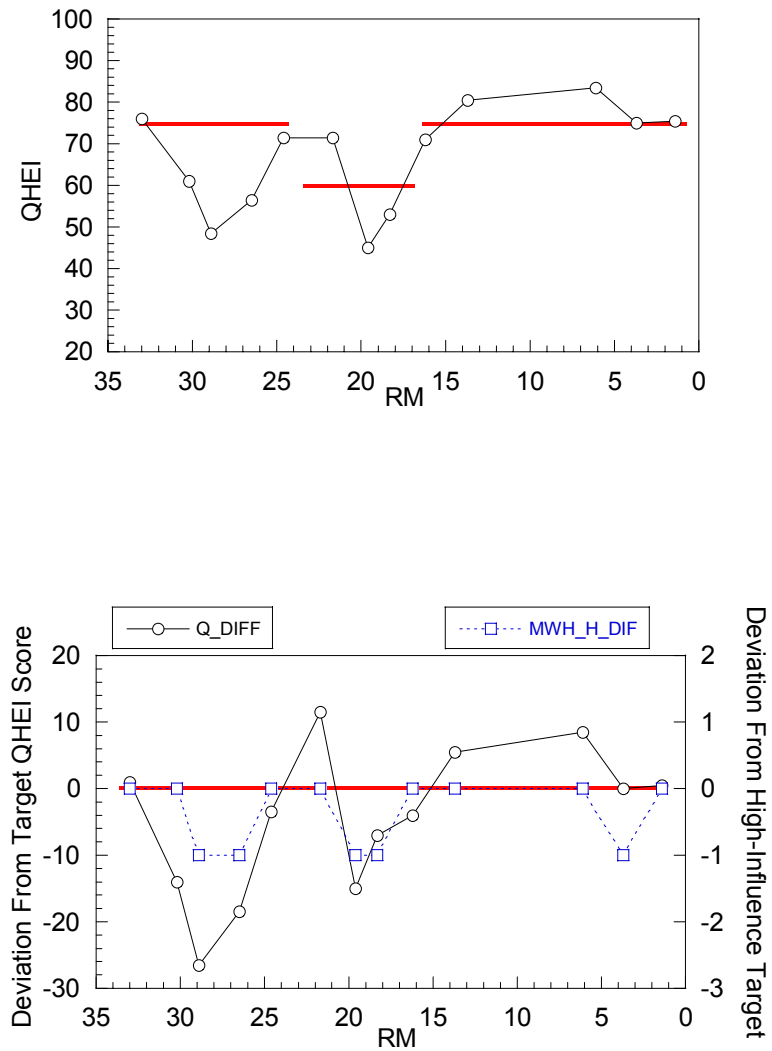 100
90
80
70
60
50
40
30
20
QHEI
35 30 25 20 15 10 5 0
RM
Q_DIFF
MWH_H_DIF
20
10
0
-10
-20
-30
Deviation From Target QHEI Score
2
1
0
-1
-2
-3
Deviation From High-Influence Target
35 30 25 20 15 10 5 0
RM